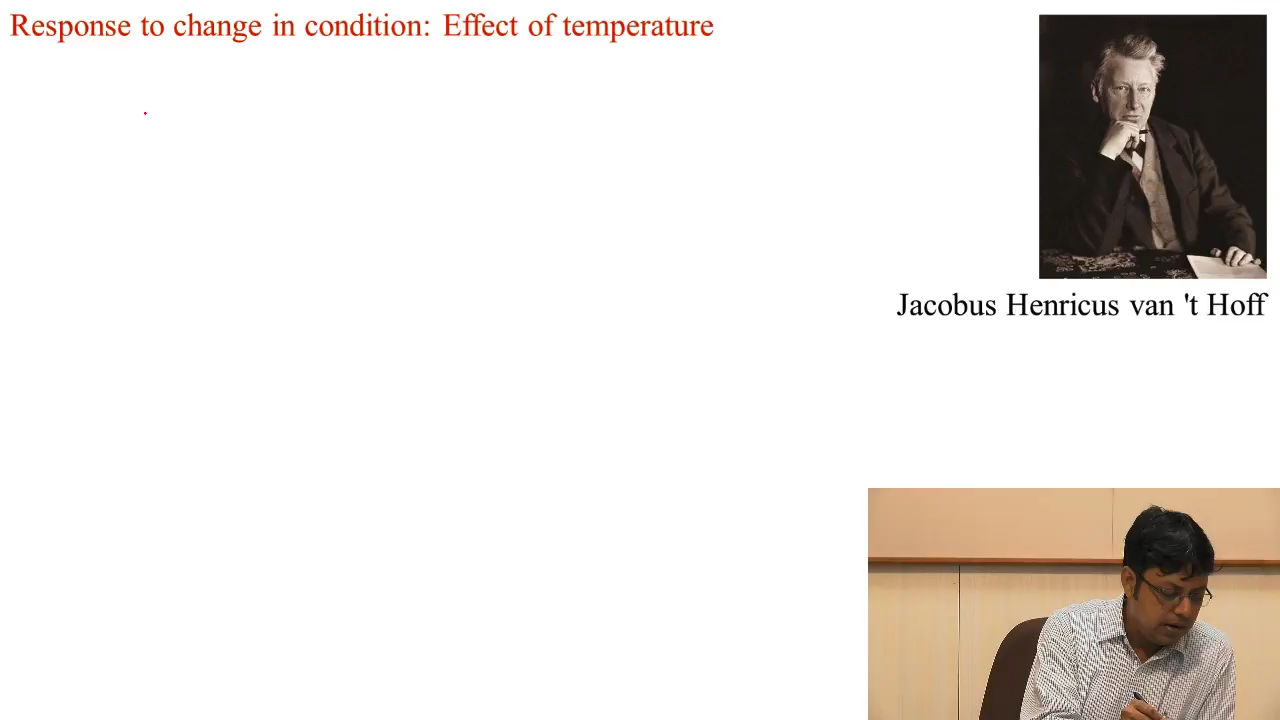 Response to change in condition: Effect of temperature
Jacobus Henricus van 't Hoff